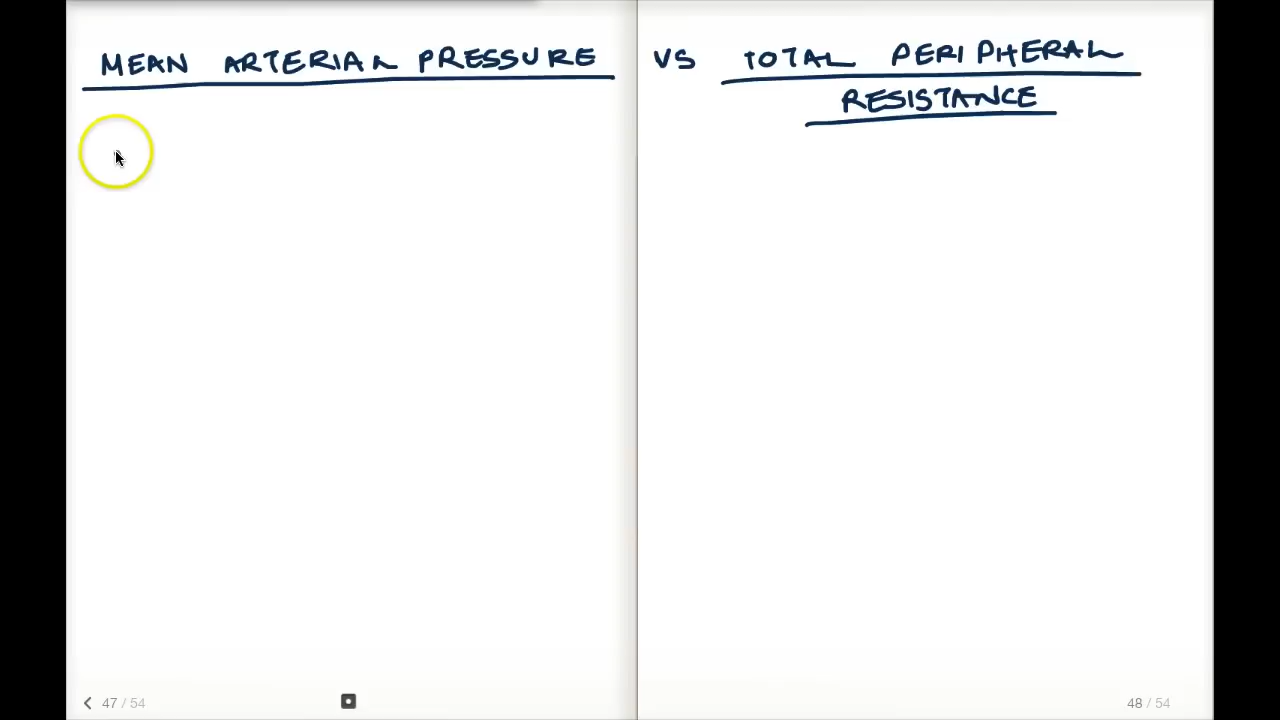 MEAN ARTERIAL PRESSURE VS TOTAL PERIPHERAL
RESISTANCE
47 / 54
48 / 54